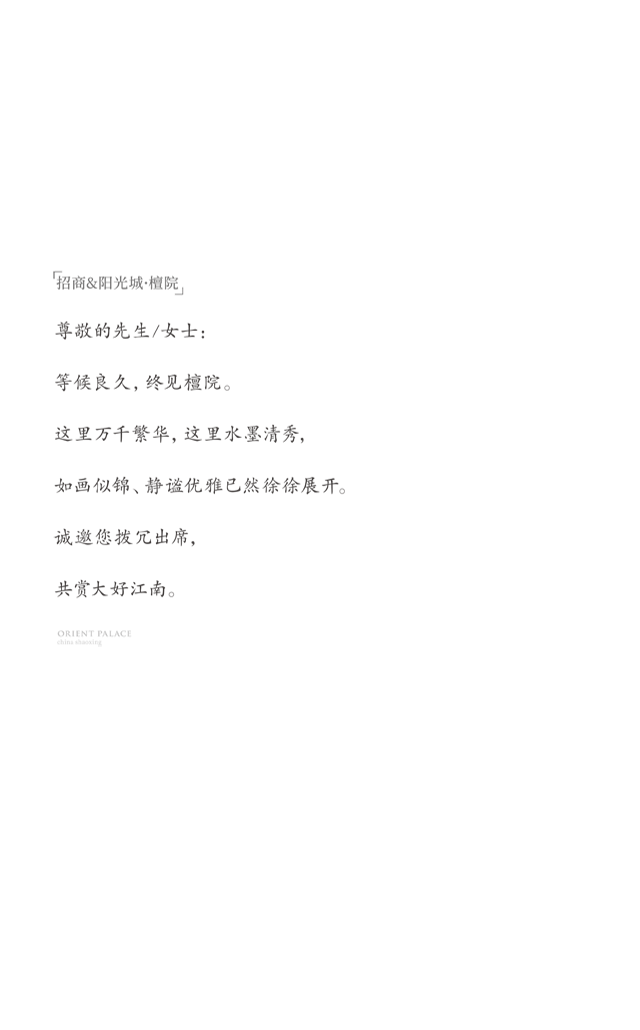 「招商&阳光城·檀院」
尊敬的先生/女士：
等候良久，终见檀院。
这里万千繁华，这里水墨清秀，
如画似锦、静谧优雅已然徐徐展开。
诚邀您拨冗出席，
共赏大好江南。
ORIENT PALACE
china shaoxing